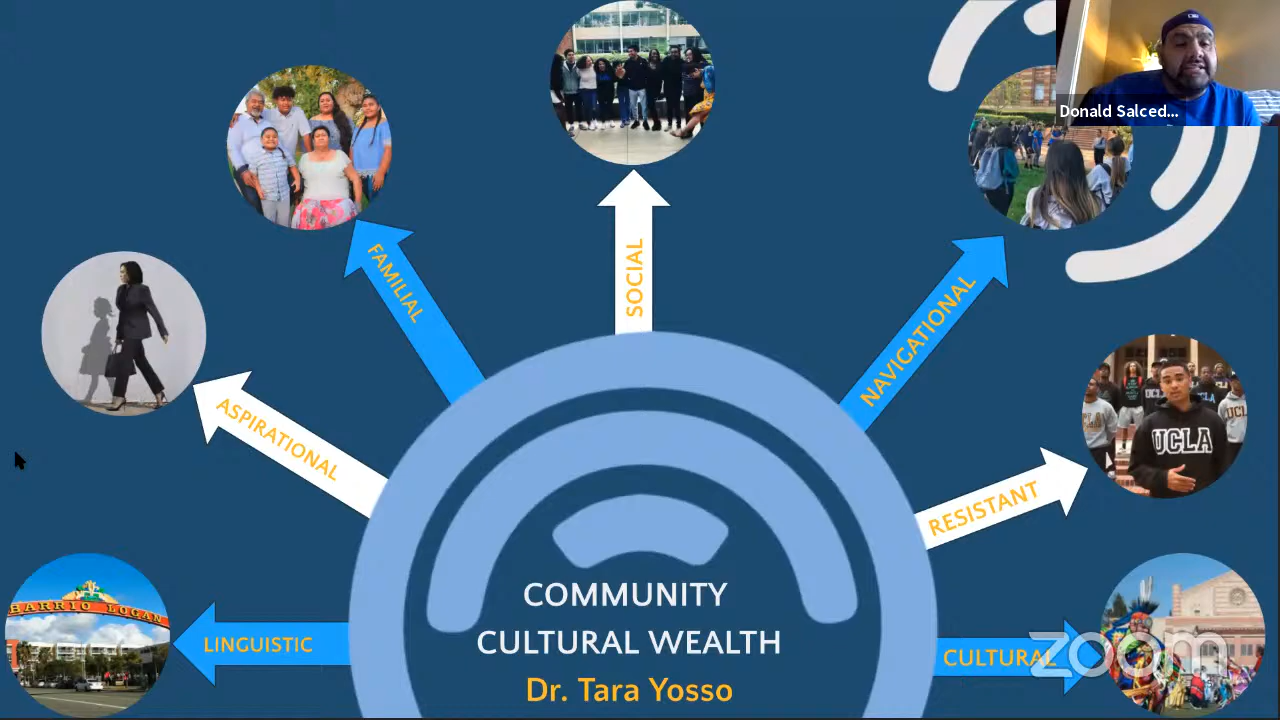 Donald Salced...
SOCIAL
FAMILIAL
NAVIGATIONAL
ASPIRATIONAL
UCLA
UCLA
RESISTANT
BARRIO LOGAN
LINGUISTIC
COMMUNITY
CULTURAL WEALTH
Dr. Tara Yosso
CULTURAL
zoom